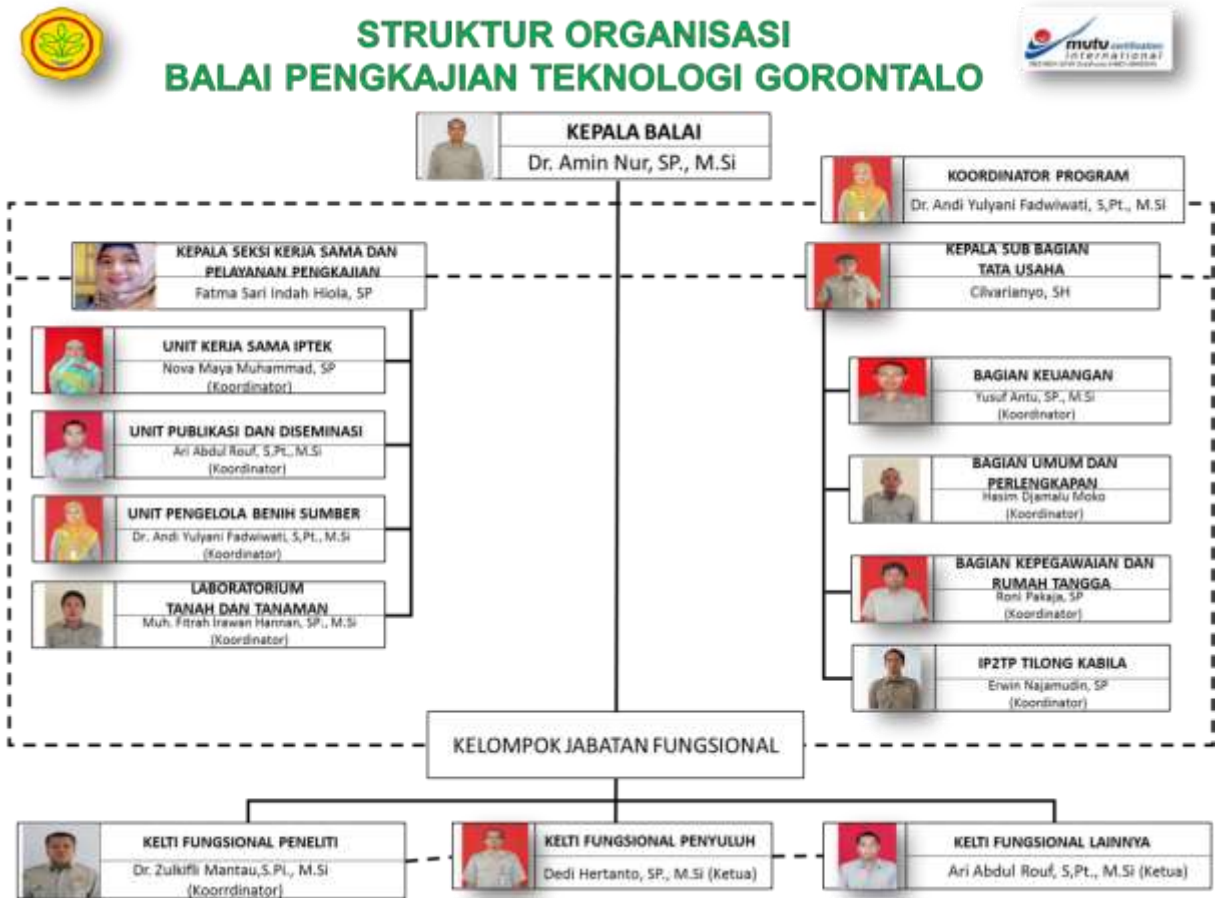 STRUKTUR ORGANISASI
BALAI PENGKAJIAN TEKNOLOGI GORONTALO
mutu certification
international
KEPALA BALAI
Dr. Amin Nur, SP., M.Si
KOORDINATOR PROGRAM
Dr. Andi Yulyani Fadwiwati, S,Pt., M.Si
KEPALA SEKSI KERJA SAMA DAN
PELAYANAN PENGKAJIAN
Fatma Sari Indah Hiola, SP
KEPALA SUB BAGIAN
TATA USAHA
Cilvarianyo, SH
UNIT KERJA SAMA IPTEK
Nova Maya Muhammad, SP
(Koordinator)
UNIT PUBLIKASI DAN DISEMINASI
Ari Abdul Rouf, S,Pt., M.Si
(Koordinator)
UNIT PENGELOLA BENIH SUMBER
Dr. Andi Yulyani Fadwiwati, S,Pt., M.Si
(Koordinator)
LABORATORIUM
TANAH DAN TANAMAN
Muh. Fitrah Irawan Hannan, SP., M.Si
(Koordinator)
BAGIAN KEUANGAN
Yusuf Antu, SP., M.Si
(Koordinator)
BAGIAN UMUM DAN
PERLENGKAPAN
Hasim Djamalu Moko
(Koordinator)
BAGIAN KEPEGAWAIAN DAN
RUMAH TANGGA
Roni Pakaja, SP
(Koordinator)
IP2TP TILONG KABILA
Erwin Najamudin, SP
(Koordinator)
KELOMPOK JABATAN FUNGSIONAL
KELTI FUNGSIONAL PENELITI
Dr. Zulkifli Mantau,S.Pi., M.Si
(Koorrdinator)
KELTI FUNGSIONAL PENYULUH
Dedi Hertanto, SP., M.Si (Ketua)
KELTI FUNGSIONAL LAINNYA
Ari Abdul Rouf, S,Pt., M.Si (Ketua)